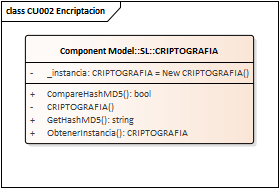 class CU002 Encriptacion
Component Model::SL::CRIPTOGRAFIA
- _instancia: CRIPTOGRAFIA = New CRIPTOGRAFIA()
+ CompareHashMD5(): bool
- CRIPTOGRAFIA()
+ GetHashMD5(): string
+ ObtenerInstancia(): CRIPTOGRAFIA